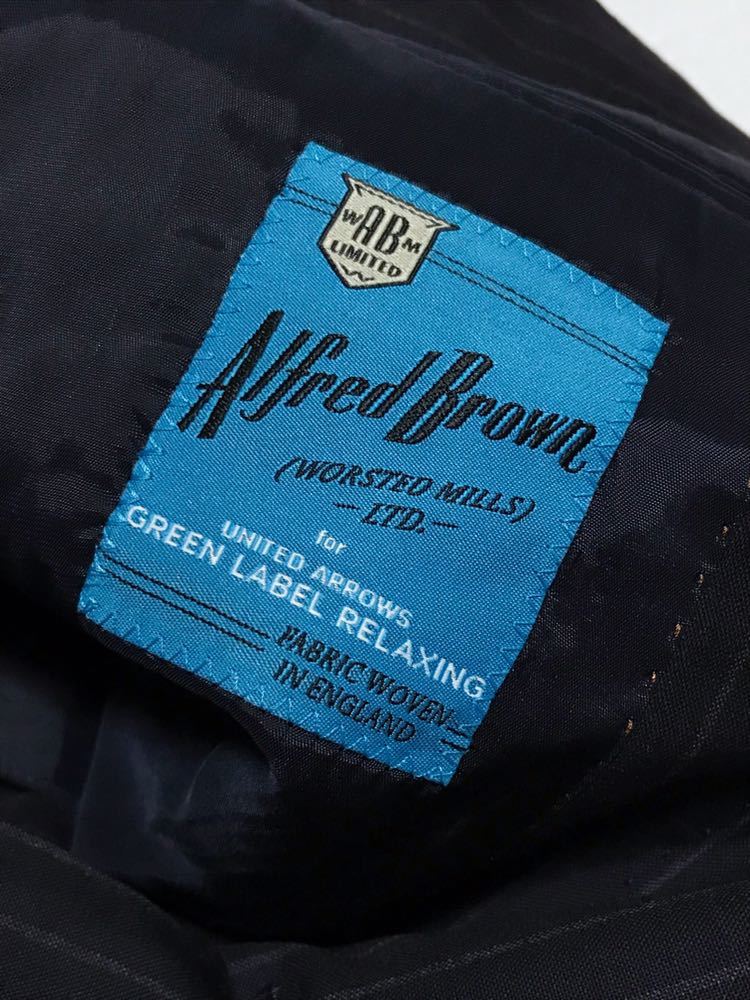 W AB M
LIMITED
Alfred Brown
(WORSTED MILLS)
—LTD.—
for
UNITED ARROWS
GREEN LABEL RELAXING
FABRIC WOVEN
IN ENGLAND